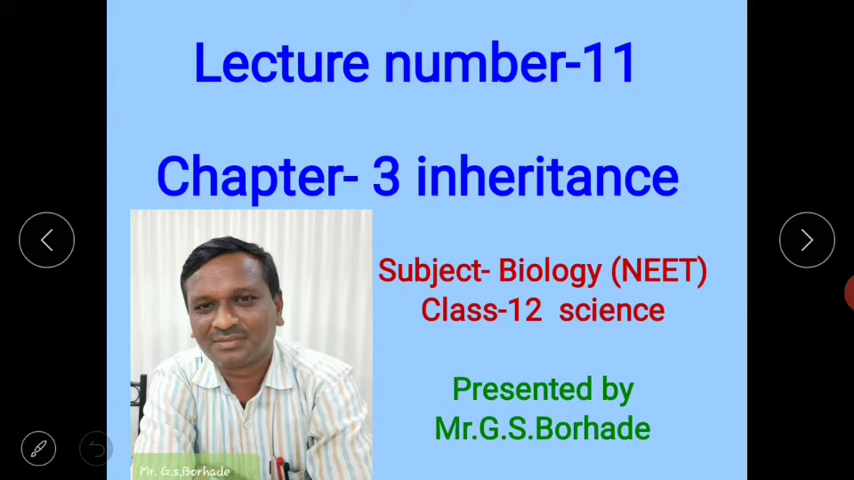 Lecture number-11
Chapter- 3 inheritance
Subject- Biology (NEET)
Class-12 science
Presented by
Mr.G.S.Borhade
Mr. G.s.Borhade